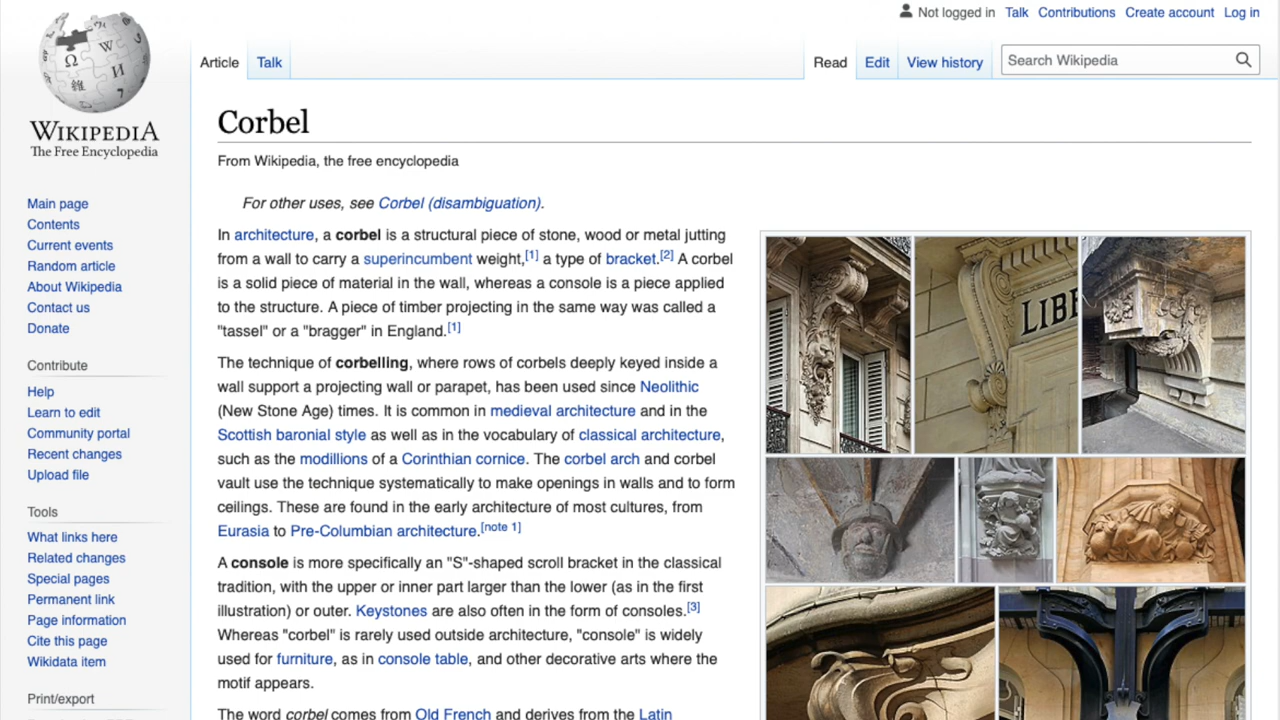 Not logged in Talk Contributions Create account Log in
Article Talk Read Edit View history Search Wikipedia
WIKIPEDIA
The Free Encyclopedia
Main page
Contents
Current events
Random article
About Wikipedia
Contact us
Donate
Contribute
Help
Learn to edit
Community portal
Recent changes
Upload file
Tools
What links here
Related changes
Special pages
Permanent link
Page information
Cite this page
Wikidata item
Print/export
Corbel
From Wikipedia, the free encyclopedia
For other uses, see Corbel (disambiguation).
In architecture, a corbel is a structural piece of stone, wood or metal jutting
from a wall to carry a superincumbent weight,[1] a type of bracket.[2] A corbel
is a solid piece of material in the wall, whereas a console is a piece applied
to the structure. A piece of timber projecting in the same way was called a
"tassel" or a "bragger" in England.[1]
The technique of corbelling, where rows of corbels deeply keyed inside a
wall support a projecting wall or parapet, has been used since Neolithic
(New Stone Age) times. It is common in medieval architecture and in the
Scottish baronial style as well as in the vocabulary of classical architecture,
such as the modillions of a Corinthian cornice. The corbel arch and corbel
vault use the technique systematically to make openings in walls and to form
ceilings. These are found in the early architecture of most cultures, from
Eurasia to Pre-Columbian architecture.[note 1]
A console is more specifically an "S"-shaped scroll bracket in the classical
tradition, with the upper or inner part larger than the lower (as in the first
illustration) or outer. Keystones are also often in the form of consoles.[3]
Whereas "corbel" is rarely used outside architecture, "console" is widely
used for furniture, as in console table, and other decorative arts where the
motif appears.
The word corbel comes from Old French and derives from the Latin
LIBE